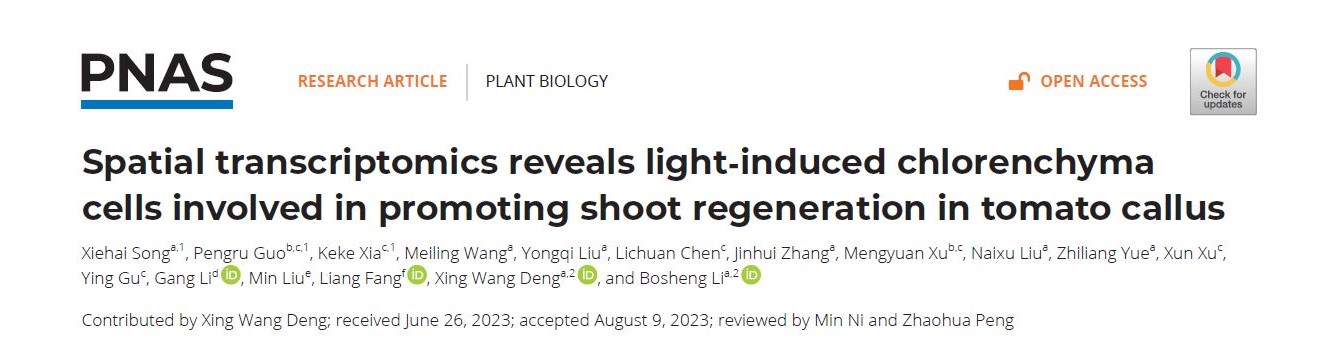 PNAS
RESEARCH ARTICLE | PLANT BIOLOGY
OPEN ACCESS
Check for
updates
Spatial transcriptomics reveals light-induced chlorenchyma
cells involved in promoting shoot regeneration in tomato callus
Xiehai Song^a,1, Pengru Guo^b,c,1, Keke Xia^c,1, Meiling Wang^a, Yongqi Liu^a, Lichuan Chen^c, Jinhui Zhang^a, Mengyuan Xu^b,c, Naixu Liu^a, Zhiliang Yue^a, Xun Xu^c,
Ying Gu^c, Gang Li^d iD, Min Liu^e, Liang Fang^f iD, Xing Wang Deng^a,2 iD, and Bosheng Li^a,2 iD
Contributed by Xing Wang Deng; received June 26, 2023; accepted August 9, 2023; reviewed by Min Ni and Zhaohua Peng